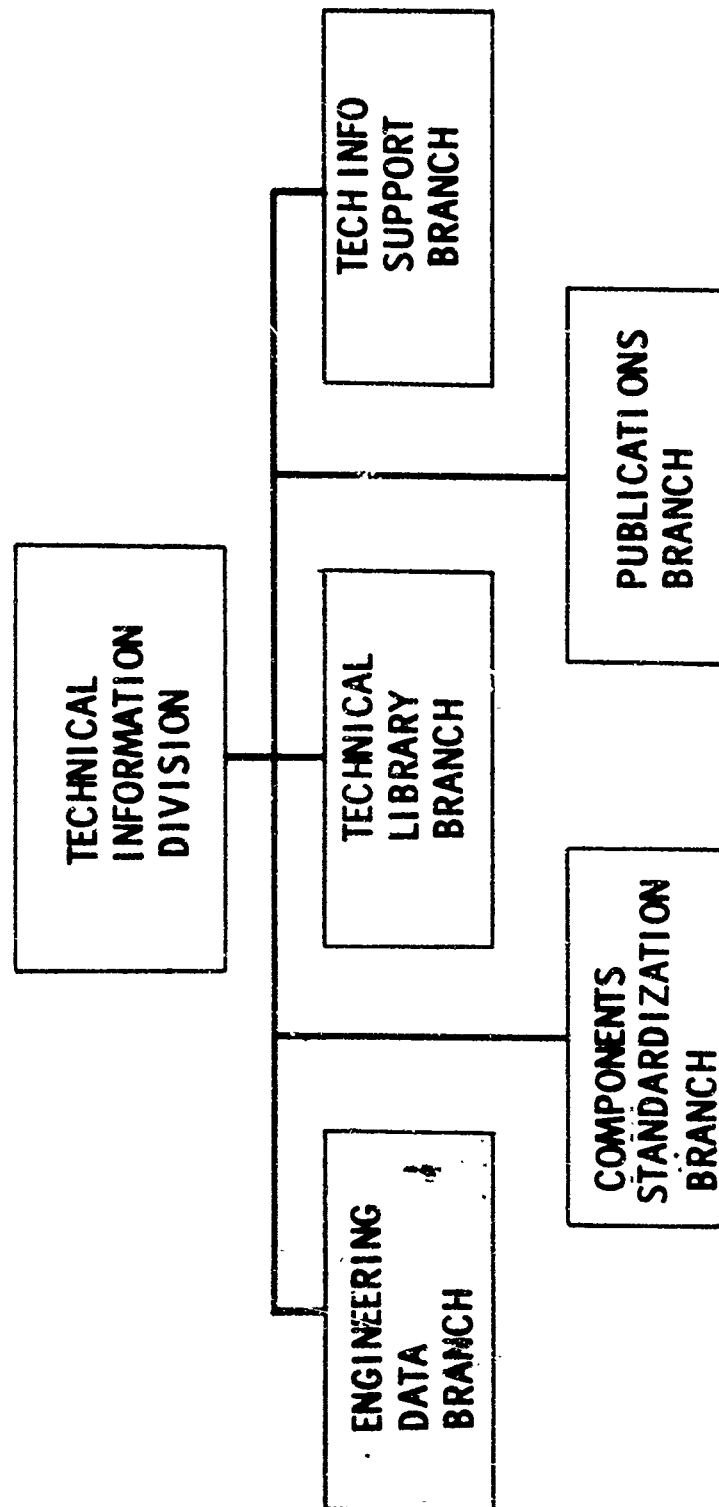 TECHNICAL
INFORMATION
DIVISION
ENGINEERING
DATA
BRANCH
TECHNICAL
LIBRARY
BRANCH
TECH INFO
SUPPORT
BRANCH
COMPONENTS
STANDARDIZATION
BRANCH
PUBLICATIONS
BRANCH